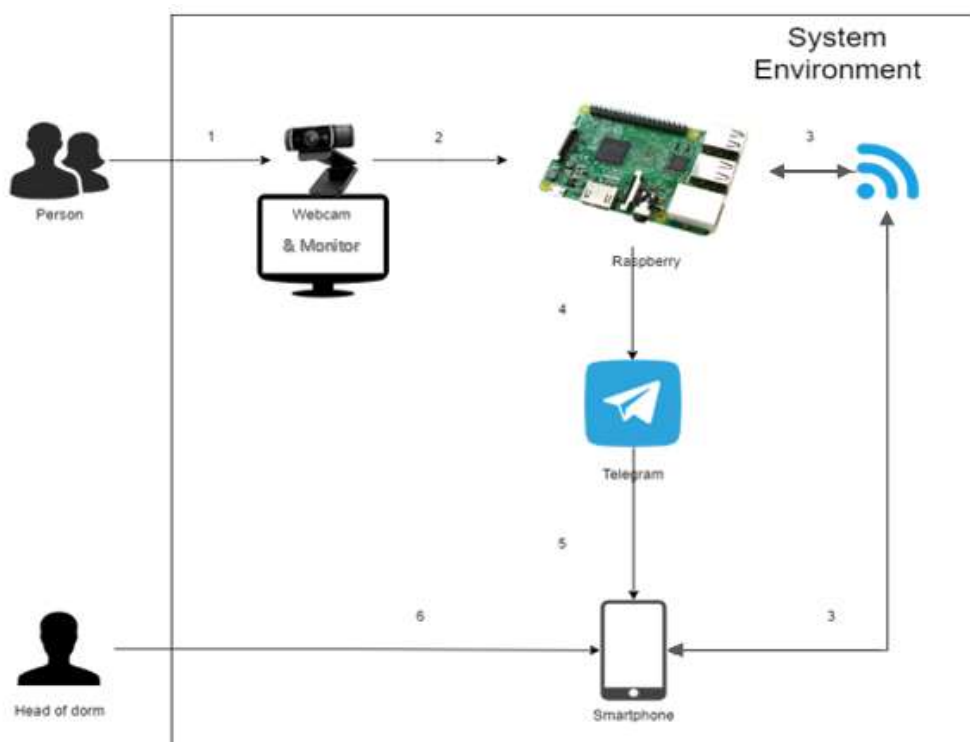 System
Environment
1
2
3
Person
Webcam
& Monitor
Raspberry
4
Telegram
5
6
3
Head of dorm
Smartphone